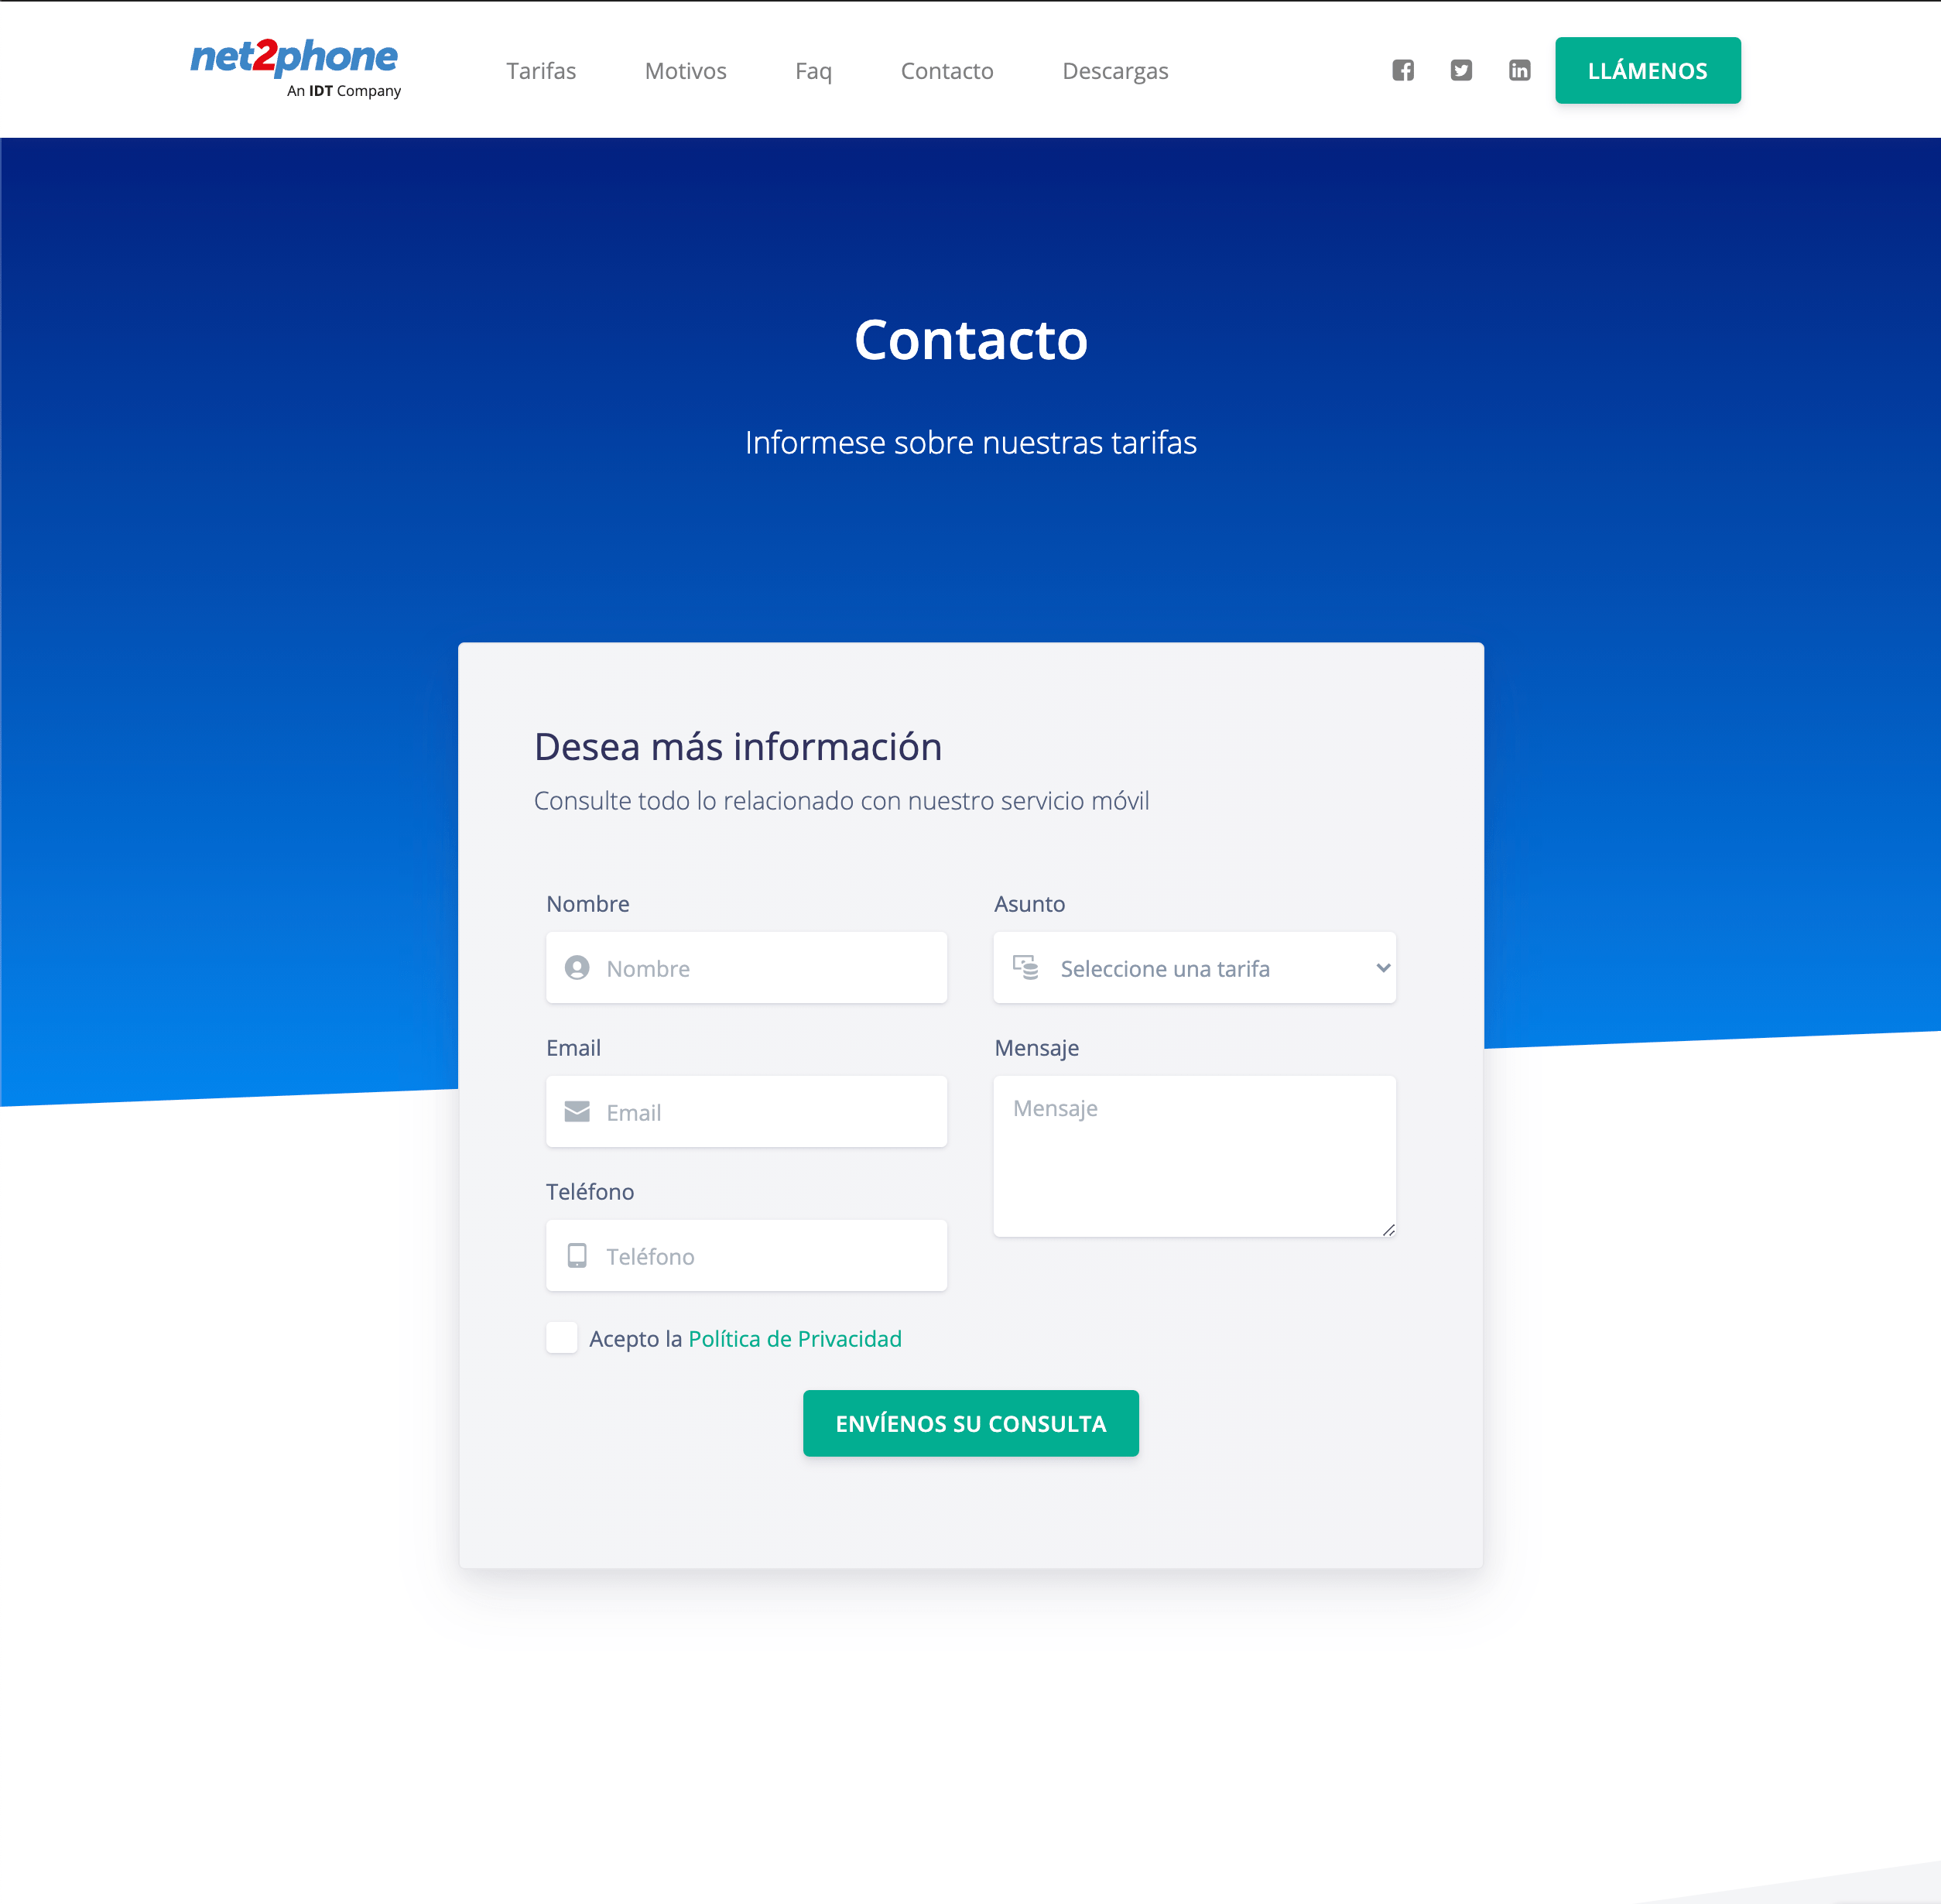 net2phone
An IDT Company
Tarifas
Motivos
Faq
Contacto
Descargas
LLÁMENOS
Contacto
Informese sobre nuestras tarifas
Desea más información
Consulte todo lo relacionado con nuestro servicio móvil
Nombre
Nombre
Email
Email
Teléfono
Teléfono
Asunto
Seleccione una tarifa
Mensaje
Mensaje
Acepto la Política de Privacidad
ENVÍENOS SU CONSULTA